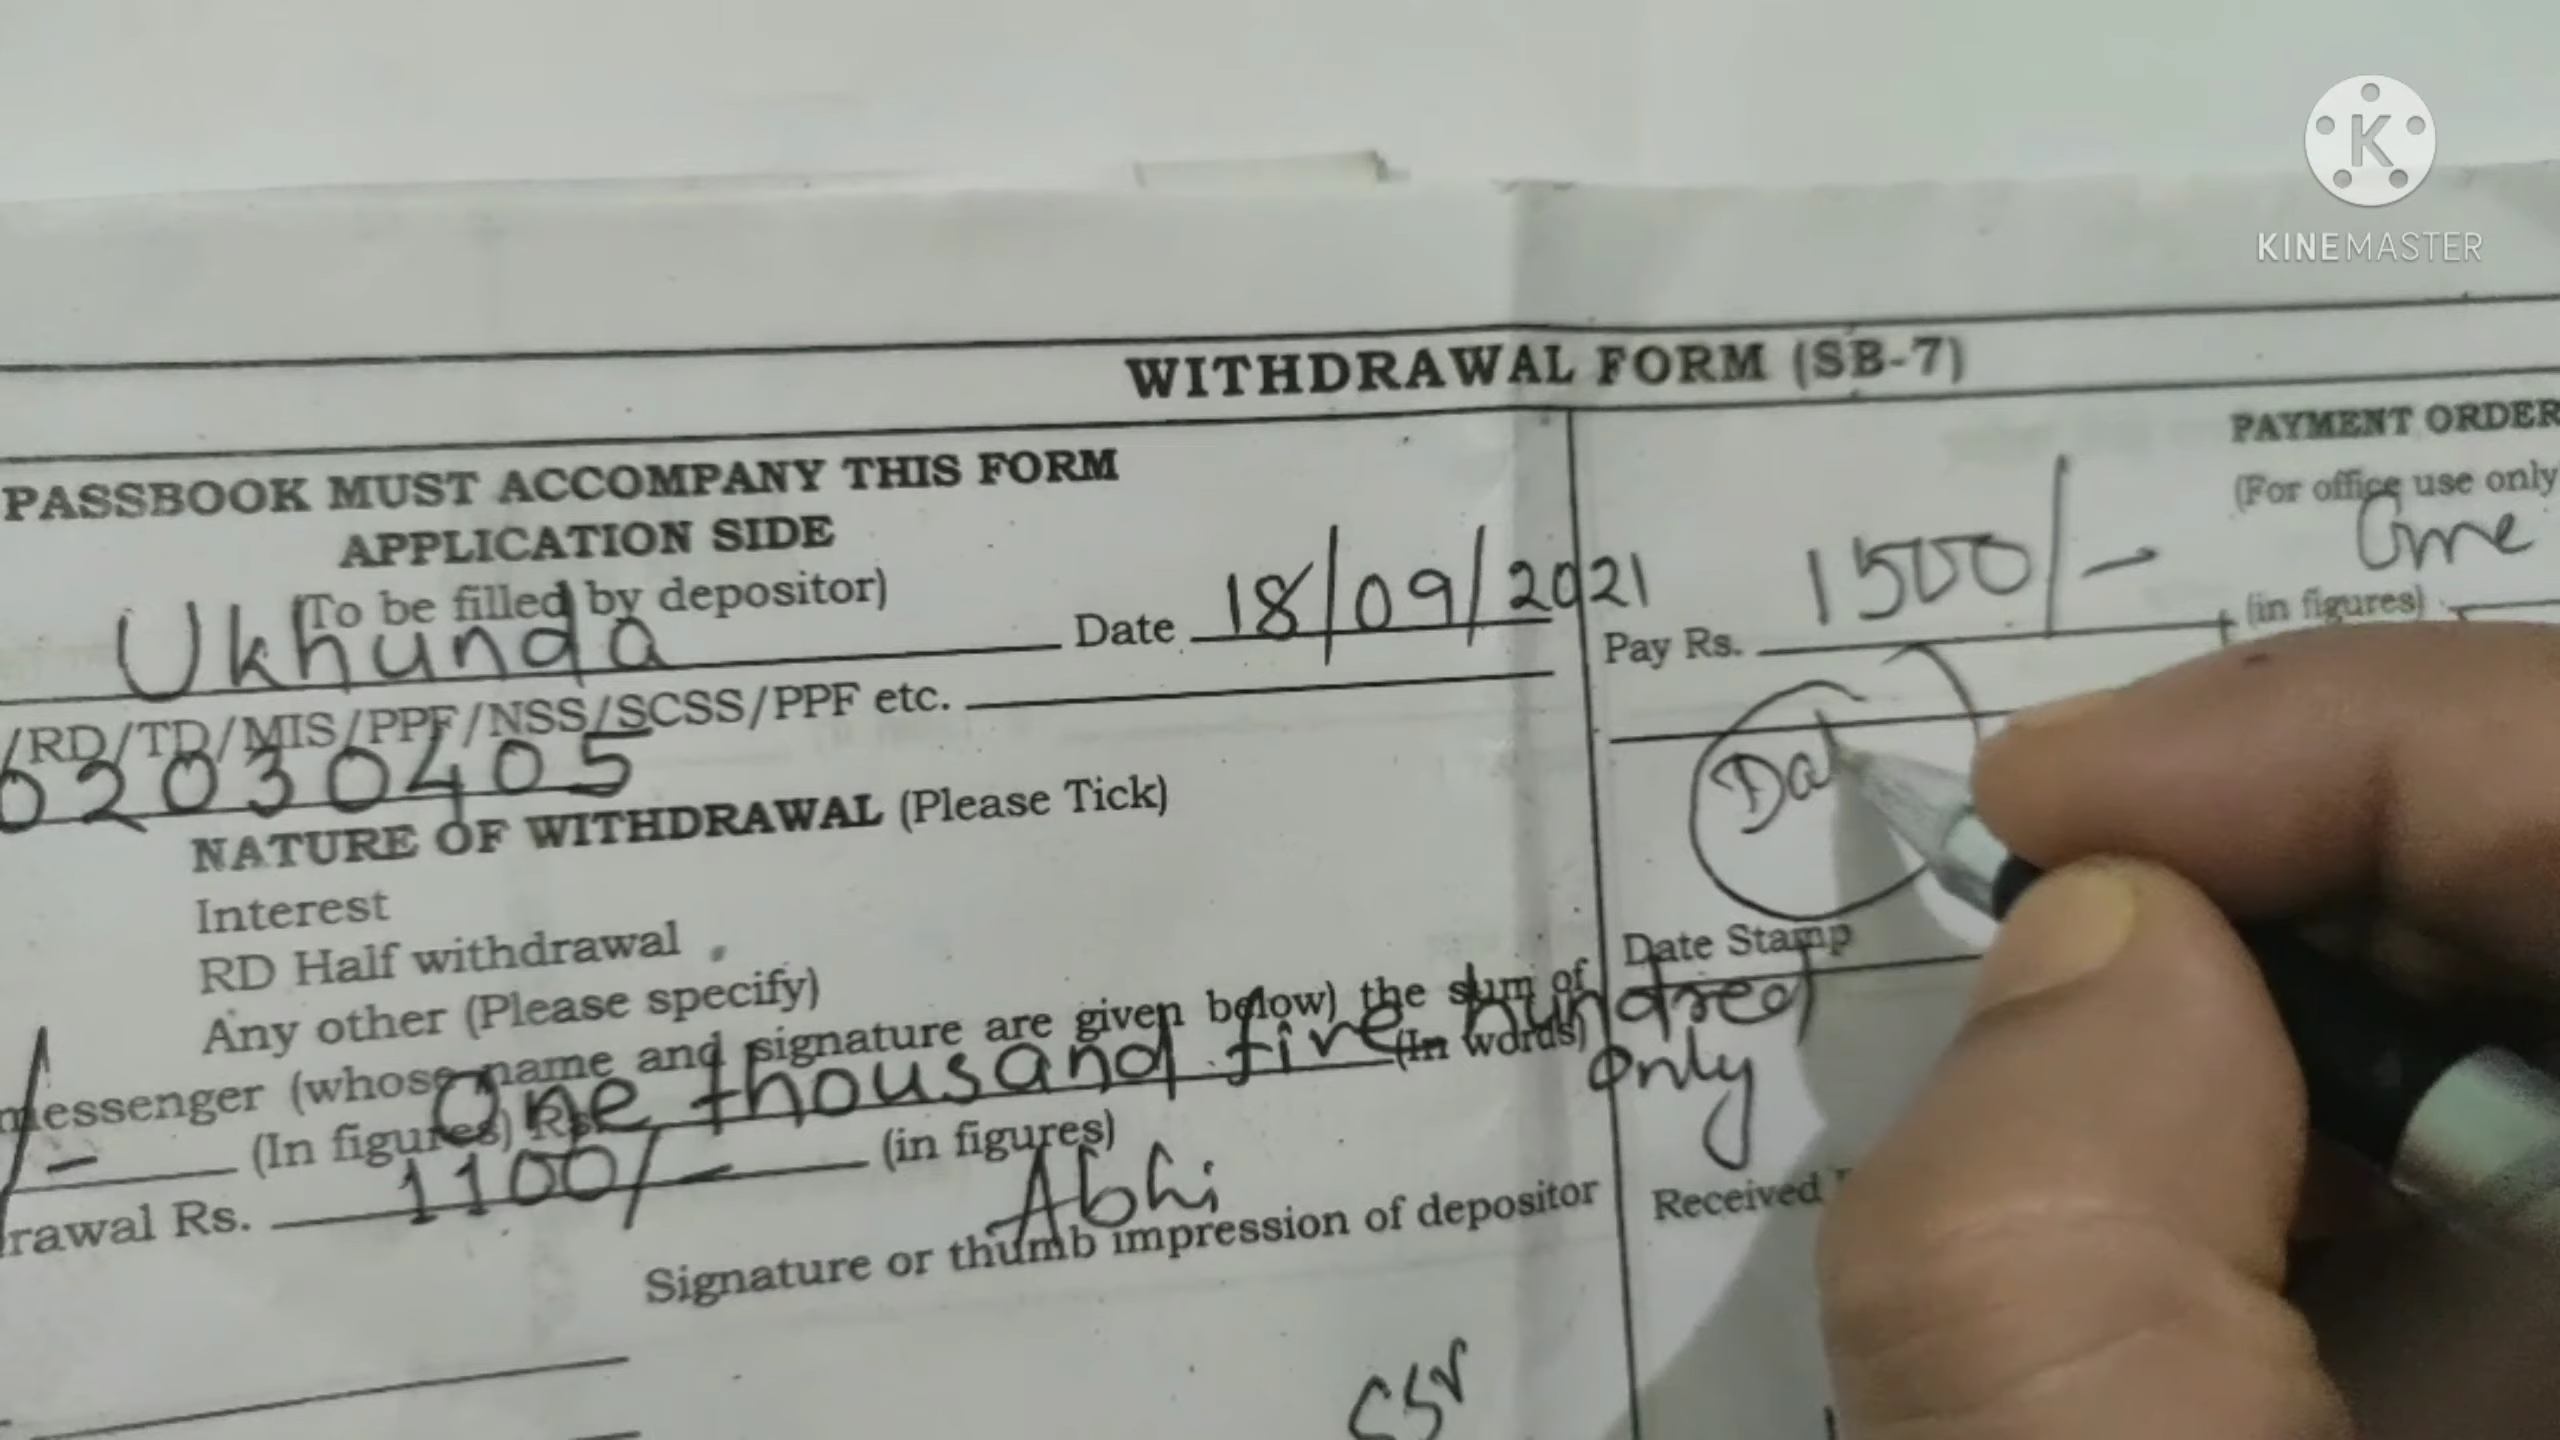 KINEMASTER
WITHDRAWAL FORM (SB-7)
PASSBOOK MUST ACCOMPANY THIS FORM
APPLICATION SIDE
(To be filled by depositor)
Ukhunda Date 18/09/2021
/RD/TD/MIS/PPF/NSS/SCSS/PPF etc.
02030405
NATURE OF WITHDRAWAL (Please Tick)
Interest
RD Half withdrawal
Any other (Please specify)
messenger (whose name and signature are given below) the sum of
One thousand five hundred only (In words)
/- (In figures) Rs.
rawal Rs. 1100/- (in figures)
Abhi
Signature or thumb impression of depositor
PAYMENT ORDER
(For office use only
One
Pay Rs. 1500/- (in figures)
Dat
Date Stamp
Received